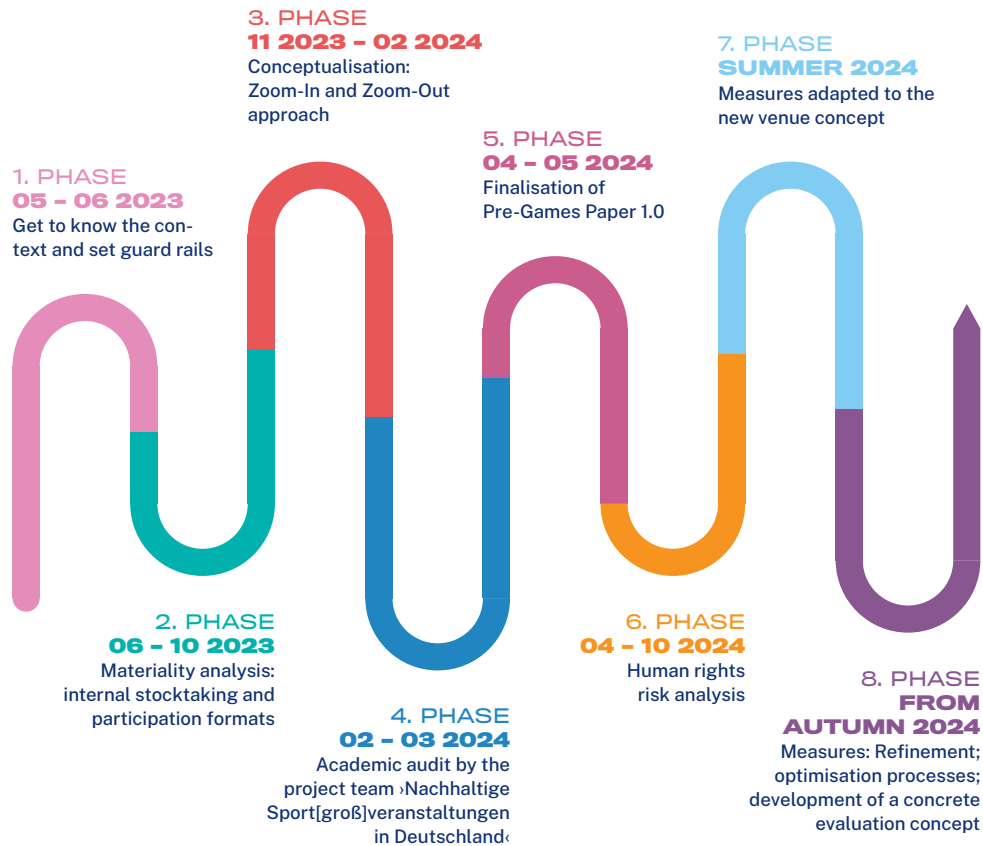 1. PHASE
05 – 06 2023
Get to know the con-
text and set guard rails
2. PHASE
06 – 10 2023
Materiality analysis:
internal stocktaking and
participation formats
3. PHASE
11 2023 – 02 2024
Conceptualisation:
Zoom-In and Zoom-Out
approach
4. PHASE
02 – 03 2024
Academic audit by the
project team ›Nachhaltige
Sport[groß]veranstaltungen
in Deutschland‹
5. PHASE
04 – 05 2024
Finalisation of
Pre-Games Paper 1.0
6. PHASE
04 – 10 2024
Human rights
risk analysis
7. PHASE
SUMMER 2024
Measures adapted to the
new venue concept
8. PHASE
FROM
AUTUMN 2024
Measures: Refinement;
optimisation processes;
development of a concrete
evaluation concept